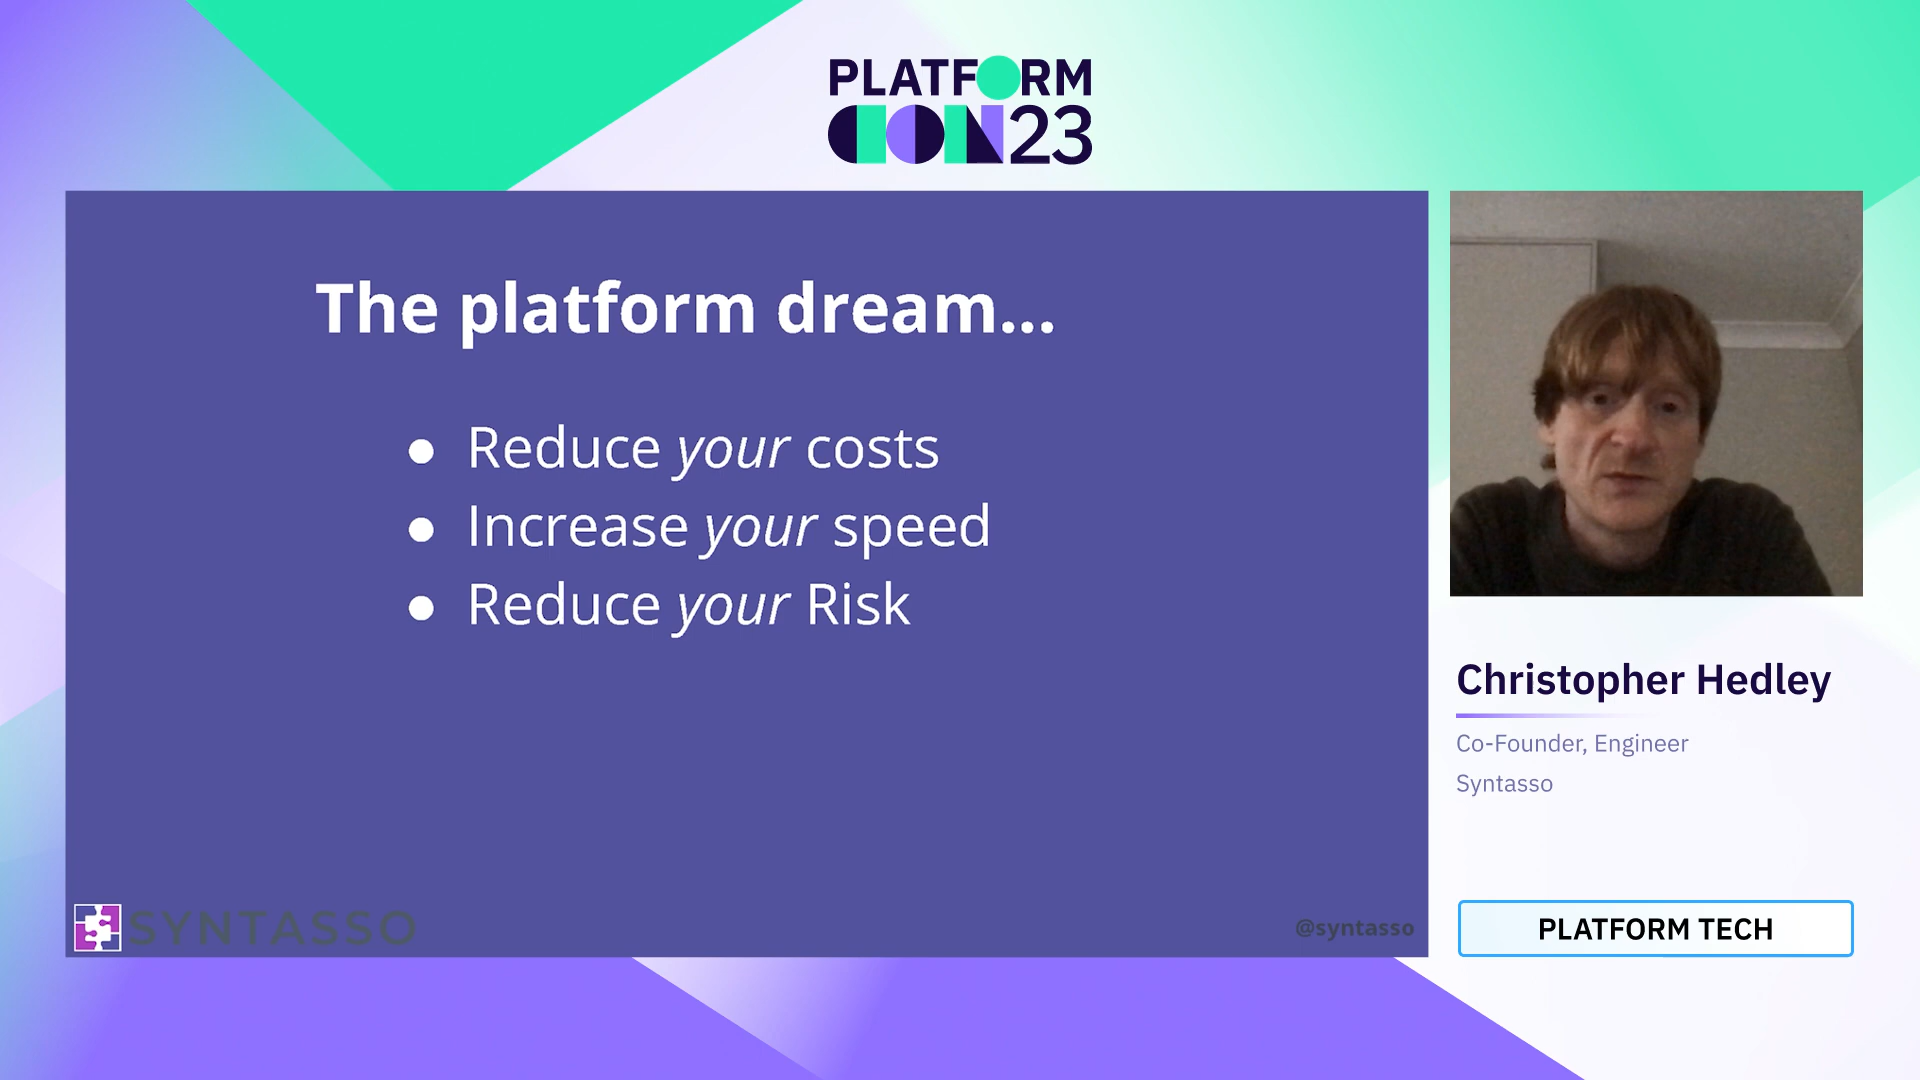 PLATFORM
CON23
The platform dream...
● Reduce your costs
● Increase your speed
● Reduce your Risk
SYNTASSO
@syntasso
Christopher Hedley
Co-Founder, Engineer
Syntasso
PLATFORM TECH